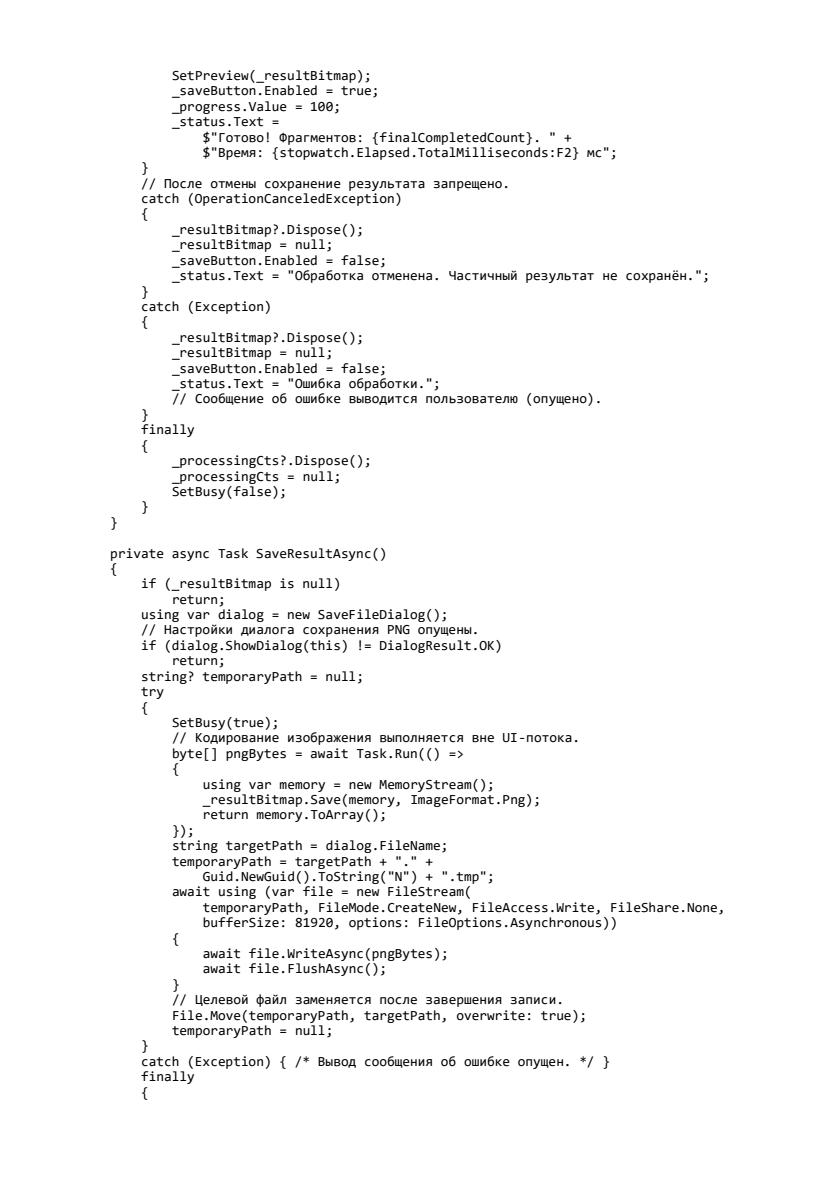 SetPreview(_resultBitmap);
        _saveButton.Enabled = true;
        _progress.Value = 100;
        _status.Text =
            $"Готово! Фрагментов: {finalCompletedCount}. " +
            $"Время: {stopwatch.Elapsed.TotalMilliseconds:F2} мс";
    }
    // После отмены сохранение результата запрещено.
    catch (OperationCanceledException)
    {
        _resultBitmap?.Dispose();
        _resultBitmap = null;
        _saveButton.Enabled = false;
        _status.Text = "Обработка отменена. Частичный результат не сохранён.";
    }
    catch (Exception)
    {
        _resultBitmap?.Dispose();
        _resultBitmap = null;
        _saveButton.Enabled = false;
        _status.Text = "Ошибка обработки.";
        // Сообщение об ошибке выводится пользователю (опущено).
    }
    finally
    {
        _processingCts?.Dispose();
        _processingCts = null;
        SetBusy(false);
    }
}

private async Task SaveResultAsync()
{
    if (_resultBitmap is null)
        return;
    using var dialog = new SaveFileDialog();
    // Настройки диалога сохранения PNG опущены.
    if (dialog.ShowDialog(this) != DialogResult.OK)
        return;
    string? temporaryPath = null;
    try
    {
        SetBusy(true);
        // Кодирование изображения выполняется вне UI-потока.
        byte[] pngBytes = await Task.Run(() =>
        {
            using var memory = new MemoryStream();
            _resultBitmap.Save(memory, ImageFormat.Png);
            return memory.ToArray();
        });
        string targetPath = dialog.FileName;
        temporaryPath = targetPath + "." +
            Guid.NewGuid().ToString("N") + ".tmp";
        await using (var file = new FileStream(
            temporaryPath, FileMode.CreateNew, FileAccess.Write, FileShare.None,
            bufferSize: 81920, options: FileOptions.Asynchronous))
        {
            await file.WriteAsync(pngBytes);
            await file.FlushAsync();
        }
        // Целевой файл заменяется после завершения записи.
        File.Move(temporaryPath, targetPath, overwrite: true);
        temporaryPath = null;
    }
    catch (Exception) { /* Вывод сообщения об ошибке опущен. */ }
    finally
    {